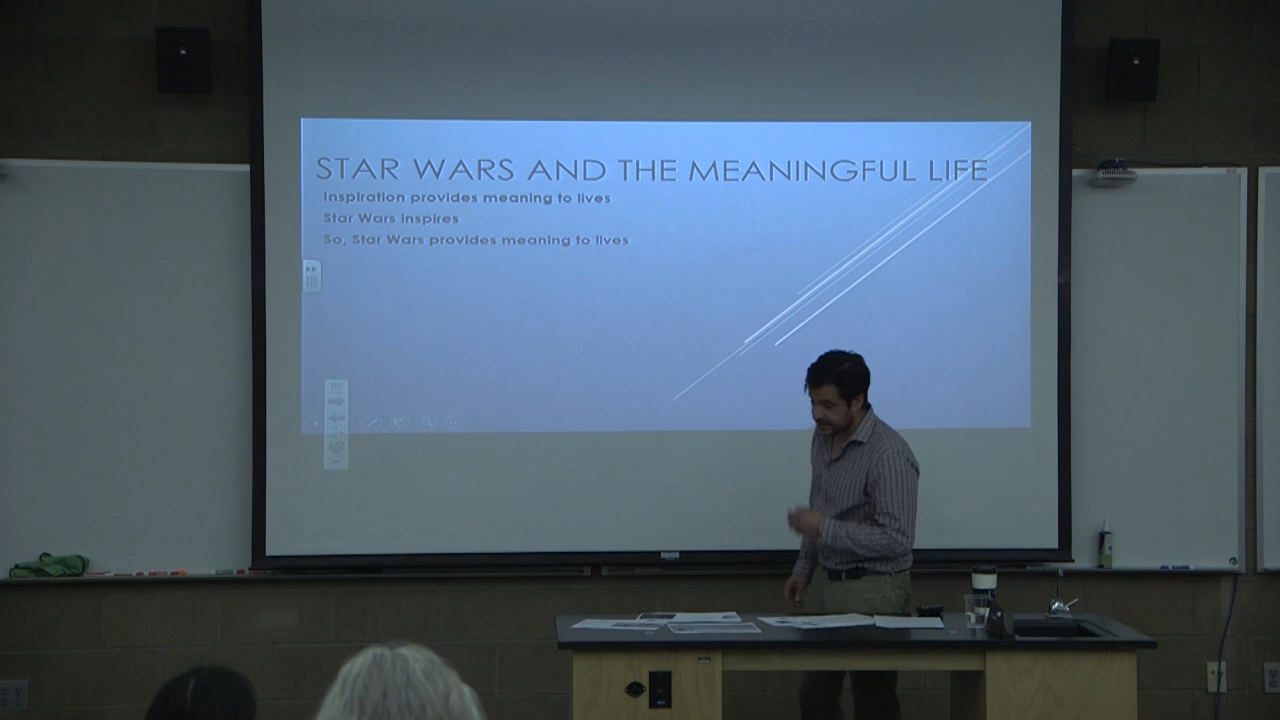 STAR WARS AND THE MEANINGFUL LIFE
Inspiration provides meaning to lives
Star Wars inspires
So, Star Wars provides meaning to lives